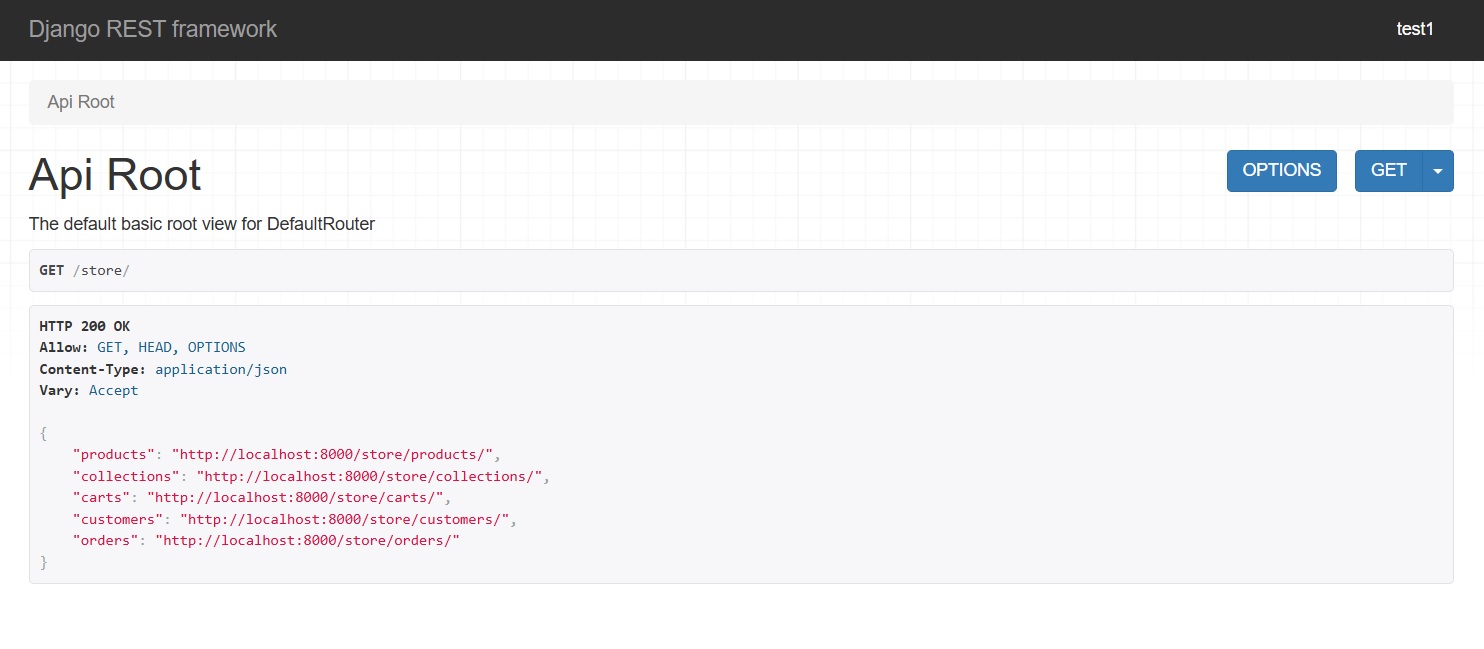 Django REST framework test1
Api Root
Api Root OPTIONS GET
The default basic root view for DefaultRouter
GET /store/
HTTP 200 OK
Allow: GET, HEAD, OPTIONS
Content-Type: application/json
Vary: Accept
{
    "products": "http://localhost:8000/store/products/",
    "collections": "http://localhost:8000/store/collections/",
    "carts": "http://localhost:8000/store/carts/",
    "customers": "http://localhost:8000/store/customers/",
    "orders": "http://localhost:8000/store/orders/"
}